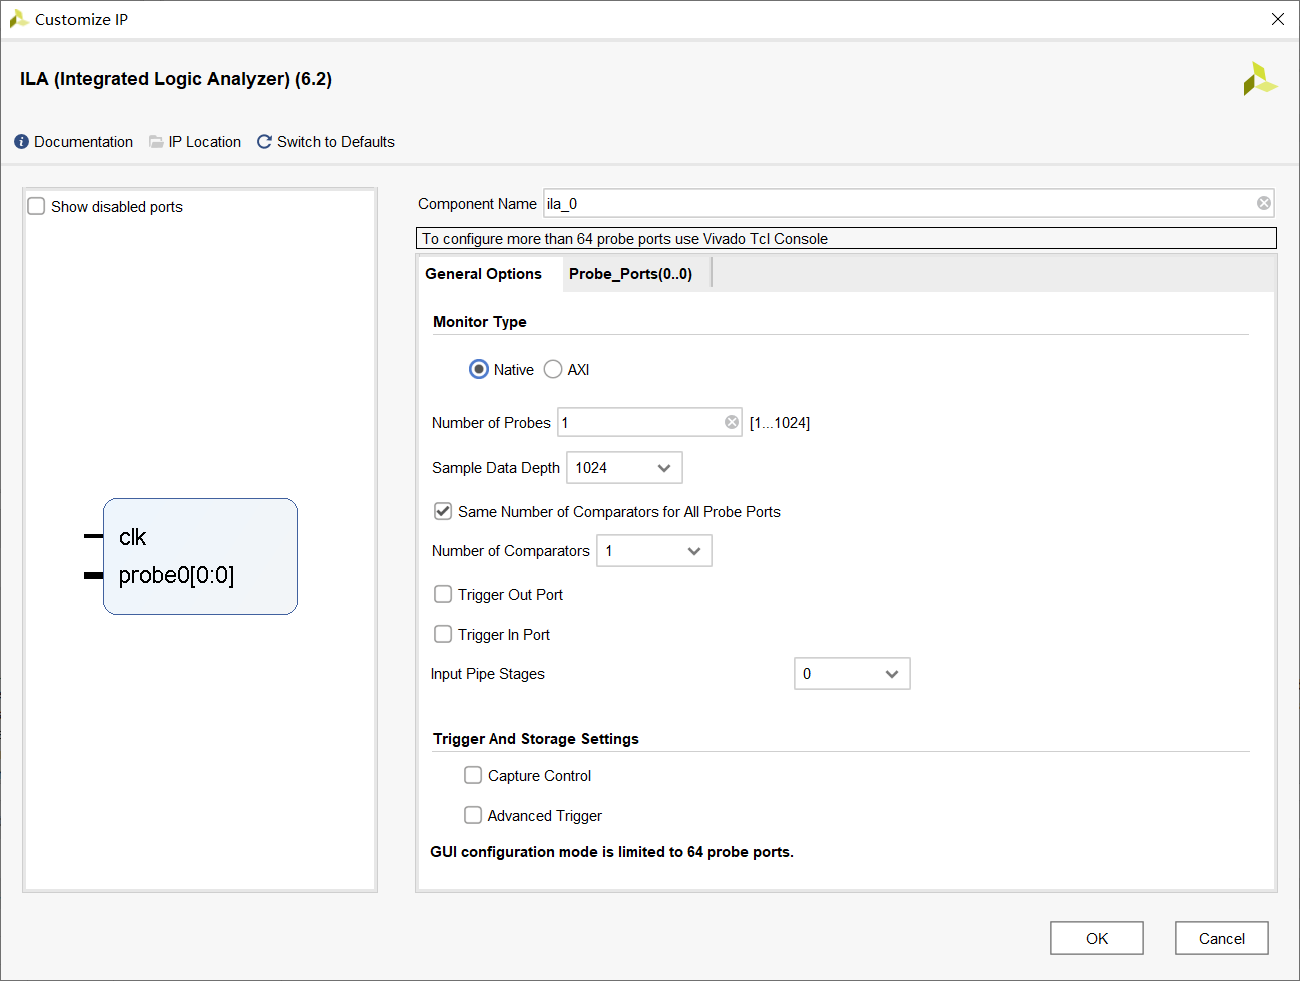 Customize IP
ILA (Integrated Logic Analyzer) (6.2)
Documentation IP Location Switch to Defaults
Show disabled ports
clk
probe0[0:0]
Component Name ila_0
To configure more than 64 probe ports use Vivado Tcl Console
General Options Probe_Ports(0..0)
Monitor Type
Native AXI
Number of Probes 1 [1...1024]
Sample Data Depth 1024
Same Number of Comparators for All Probe Ports
Number of Comparators 1
Trigger Out Port
Trigger In Port
Input Pipe Stages 0
Trigger And Storage Settings
Capture Control
Advanced Trigger
GUI configuration mode is limited to 64 probe ports.
OK Cancel